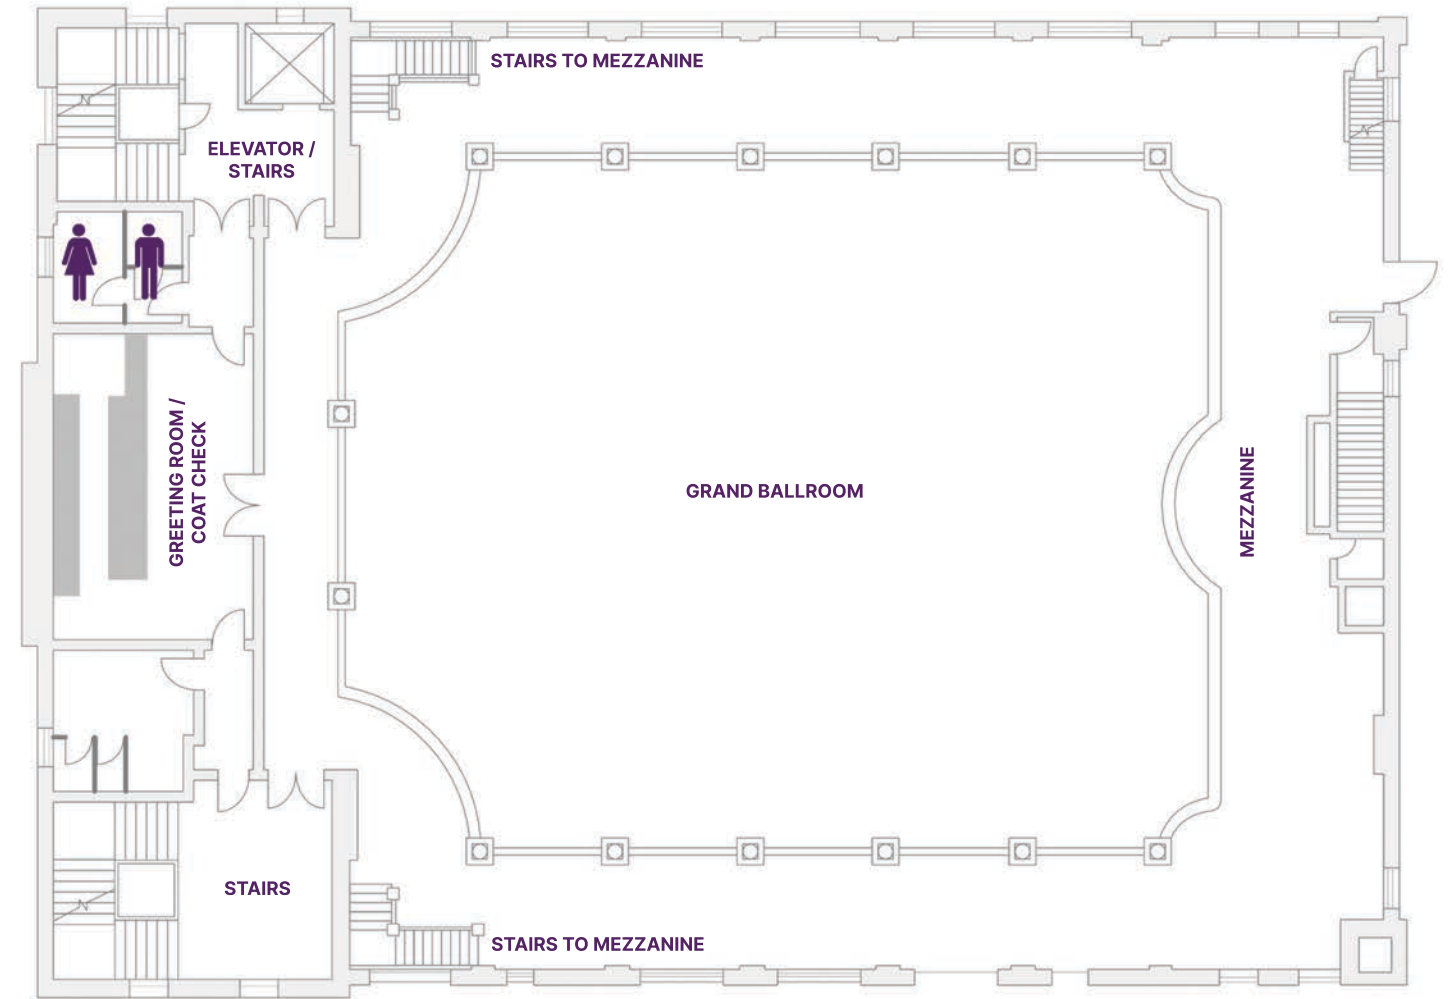 STAIRS TO MEZZANINE
ELEVATOR /
STAIRS
GREETING ROOM /
COAT CHECK
GRAND BALLROOM
MEZZANINE
STAIRS
STAIRS TO MEZZANINE